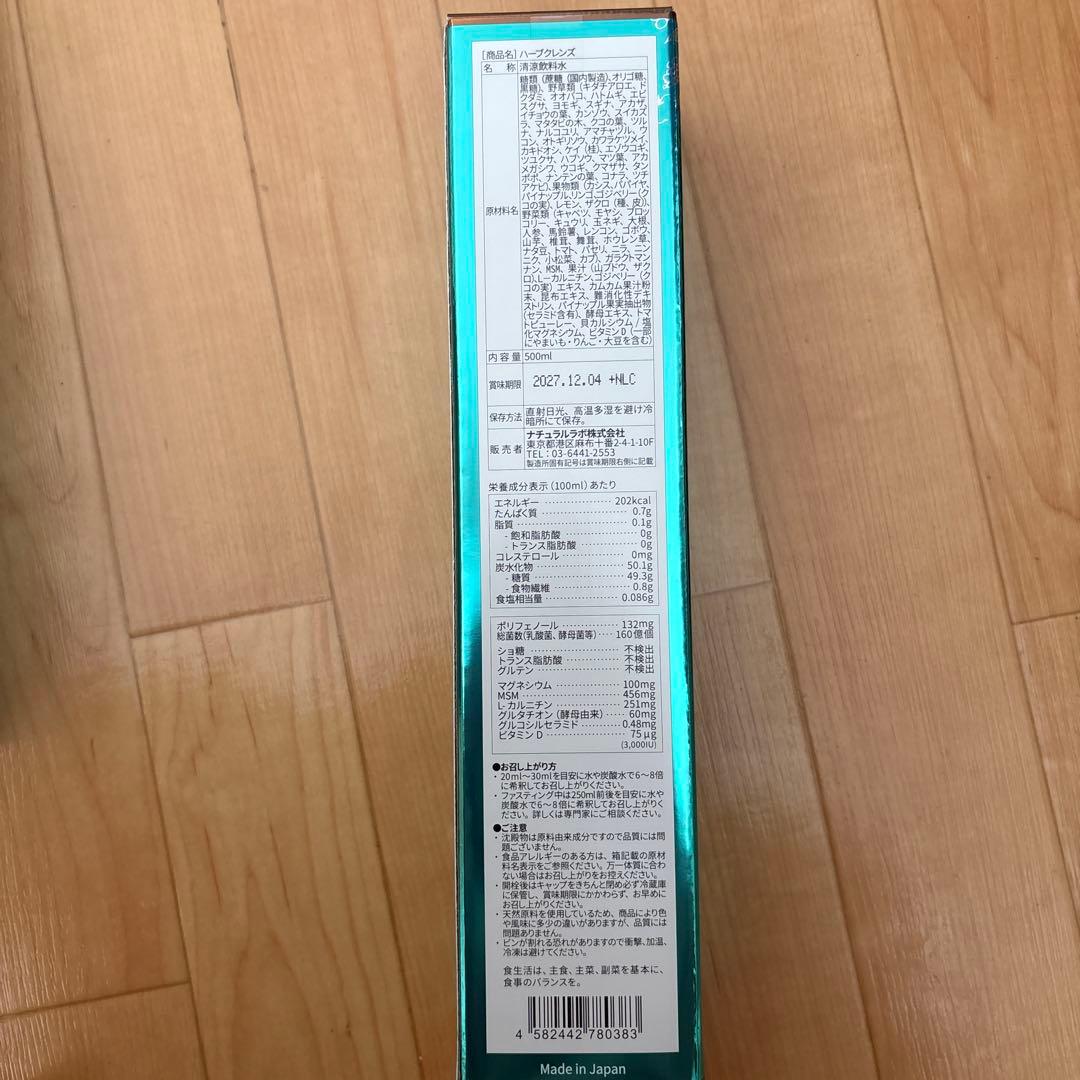 [商品名] ハーブクレンズ
名 称 清涼飲料水
原材料名
糖類 (蔗糖 (国内製造)、オリゴ糖、
黒糖)、野草類 (キダチアロエ、ド
クダミ、オオバコ、ハトムギ、エビ
スグサ、ヨモギ、スギナ、アカザ、
イチョウの葉、カンゾウ、スイカズ
ラ、マタタビの木、クコの葉、ツル
ナ、ナルコユリ、アマチャヅル、ウ
コン、オトギリソウ、カワラケツメイ、
カキドオシ、ケイ (桂)、エゾウコギ、
ツユクサ、ハブソウ、マツ葉、アカ
メガシワ、ウコギ、クマザサ、タン
ポポ、ナンテンの葉、コナラ、ツチ
アケビ)、果物類 (カシス、パパイヤ、
パイナップル、リンゴ、ゴジベリー(ク
コの実)、レモン、ザクロ (種、皮))、
野菜類 (キャベツ、モヤシ、ブロッ
コリー、キュウリ、玉ネギ、大根、
人参、馬鈴薯、レンコン、ゴボウ、
山芋、椎茸、舞茸、ホウレン草、
ナタ豆、トマト、パセリ、ニラ、ニン
ニク、小松菜、カブ)、ガラクトマン
ナン、MSM、果汁 (山ブドウ、ザク
ロ)、L-カルニチン、ゴジベリー (ク
コの実) エキス、カムカム果汁粉
末、昆布エキス、難消化性デキ
ストリン、パイナップル果実抽出物
(セラミド含有)、酵母エキス、トマ
トピューレー、貝カルシウム / 塩
化マグネシウム、ビタミンD (一部
にやまいも・りんご・大豆を含む)
内容量 500ml
賞味期限 2027.12.04 +NLC
保存方法 直射日光、高温多湿を避け冷
暗所にて保存。
販売者 ナチュラルラボ株式会社
東京都港区麻布十番2-4-1-10F
TEL：03-6441-2553
製造所固有記号は賞味期限右側に記載
栄養成分表示 (100ml) あたり
エネルギー ………… 202kcal
たんぱく質 ………… 0.7g
脂質 ………… 0.1g
- 飽和脂肪酸 ………… 0g
- トランス脂肪酸 ………… 0g
コレステロール ………… 0mg
炭水化物 ………… 50.1g
- 糖質 ………… 49.3g
- 食物繊維 ………… 0.8g
食塩相当量 ………… 0.086g
ポリフェノール ………… 132mg
総菌数(乳酸菌、酵母菌等) …… 160億個
ショ糖 ………… 不検出
トランス脂肪酸 ………… 不検出
グルテン ………… 不検出
マグネシウム ………… 100mg
MSM ………… 456mg
L-カルニチン ………… 251mg
グルタチオン (酵母由来) …… 60mg
グルコシルセラミド ………… 0.48mg
ビタミンD ………… 75μg
(3,000IU)
●お召し上がり方
・20ml〜30mlを目安に水や炭酸水で6〜8倍
に希釈してお召し上がりください。
・ファスティング中は250ml前後を目安に水や
炭酸水で6〜8倍に希釈してお召し上がりくだ
さい。詳しくは専門家にご相談ください。
●ご注意
・沈殿物は原料由来成分ですので品質には問
題ございません。
・食品アレルギーのある方は、箱記載の原材
料名表示をご参照ください。万一体質に合わ
ない場合はお召し上がりをお控えください。
・開栓後はキャップをきちんと閉め必ず冷蔵庫
に保管し、賞味期限にかかわらず、お早めに
お召し上がりください。
・天然原料を使用しているため、商品により色
や風味に多少の違いがありますが、品質には
問題ありません。
・ビンが割れる恐れがありますので衝撃、加温、
冷凍は避けてください。
食生活は、主食、主菜、副菜を基本に、
食事のバランスを。
4 582442 780383
Made in Japan